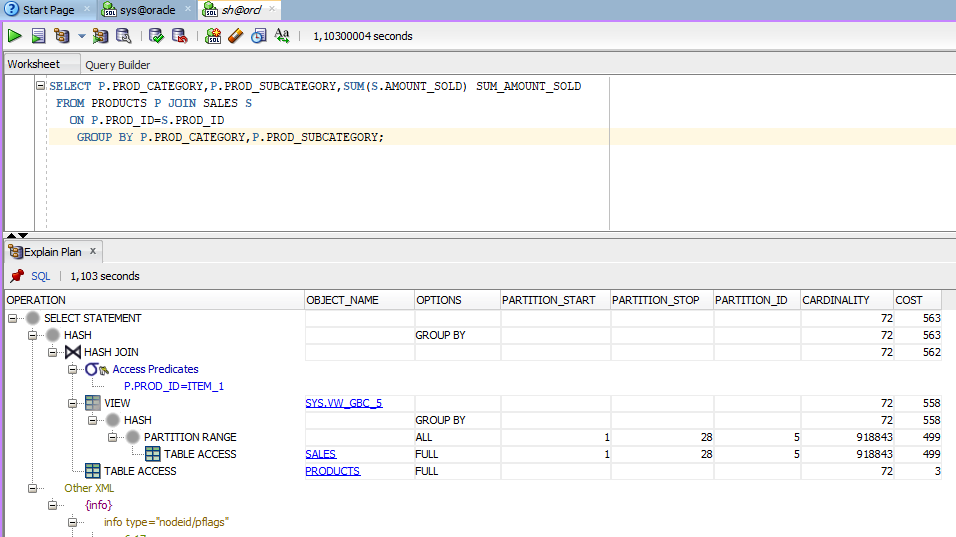 Start Page × sys@oracle × sh@orcl ×
1,10300004 seconds
Worksheet Query Builder
SELECT P.PROD_CATEGORY,P.PROD_SUBCATEGORY,SUM(S.AMOUNT_SOLD) SUM_AMOUNT_SOLD
FROM PRODUCTS P JOIN SALES S
ON P.PROD_ID=S.PROD_ID
GROUP BY P.PROD_CATEGORY,P.PROD_SUBCATEGORY;
Explain Plan ×
SQL | 1,103 seconds
OPERATION OBJECT_NAME OPTIONS PARTITION_START PARTITION_STOP PARTITION_ID CARDINALITY COST
SELECT STATEMENT 72 563
HASH GROUP BY 72 563
HASH JOIN 72 562
Access Predicates
P.PROD_ID=ITEM_1
VIEW SYS.VW_GBC_5 72 558
HASH GROUP BY 72 558
PARTITION RANGE ALL 1 28 5 918843 499
TABLE ACCESS SALES FULL 1 28 5 918843 499
TABLE ACCESS PRODUCTS FULL 72 3
Other XML
{info}
info type="nodeid/pflags"